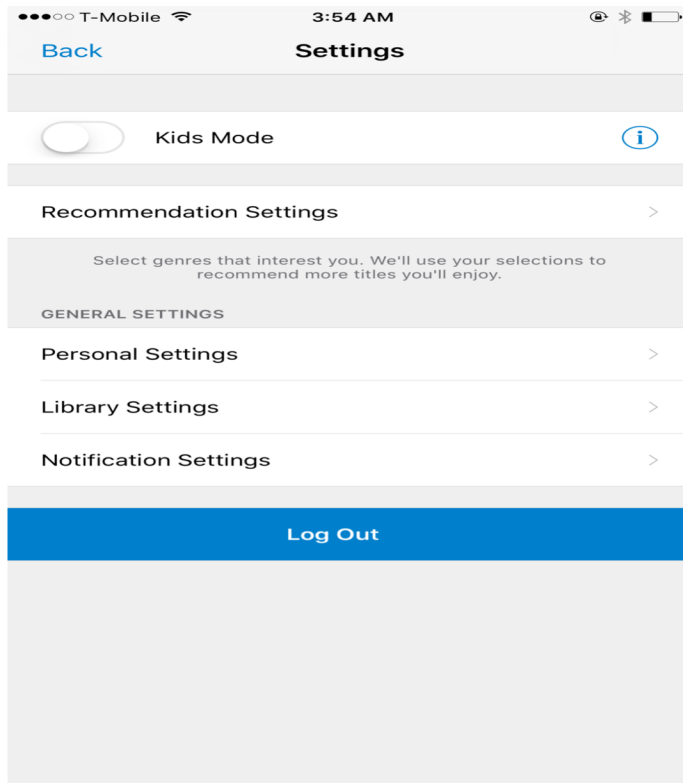 T-Mobile 3:54 AM
Back Settings
Kids Mode i
Recommendation Settings
Select genres that interest you. We'll use your selections to
recommend more titles you'll enjoy.
GENERAL SETTINGS
Personal Settings
Library Settings
Notification Settings
Log Out